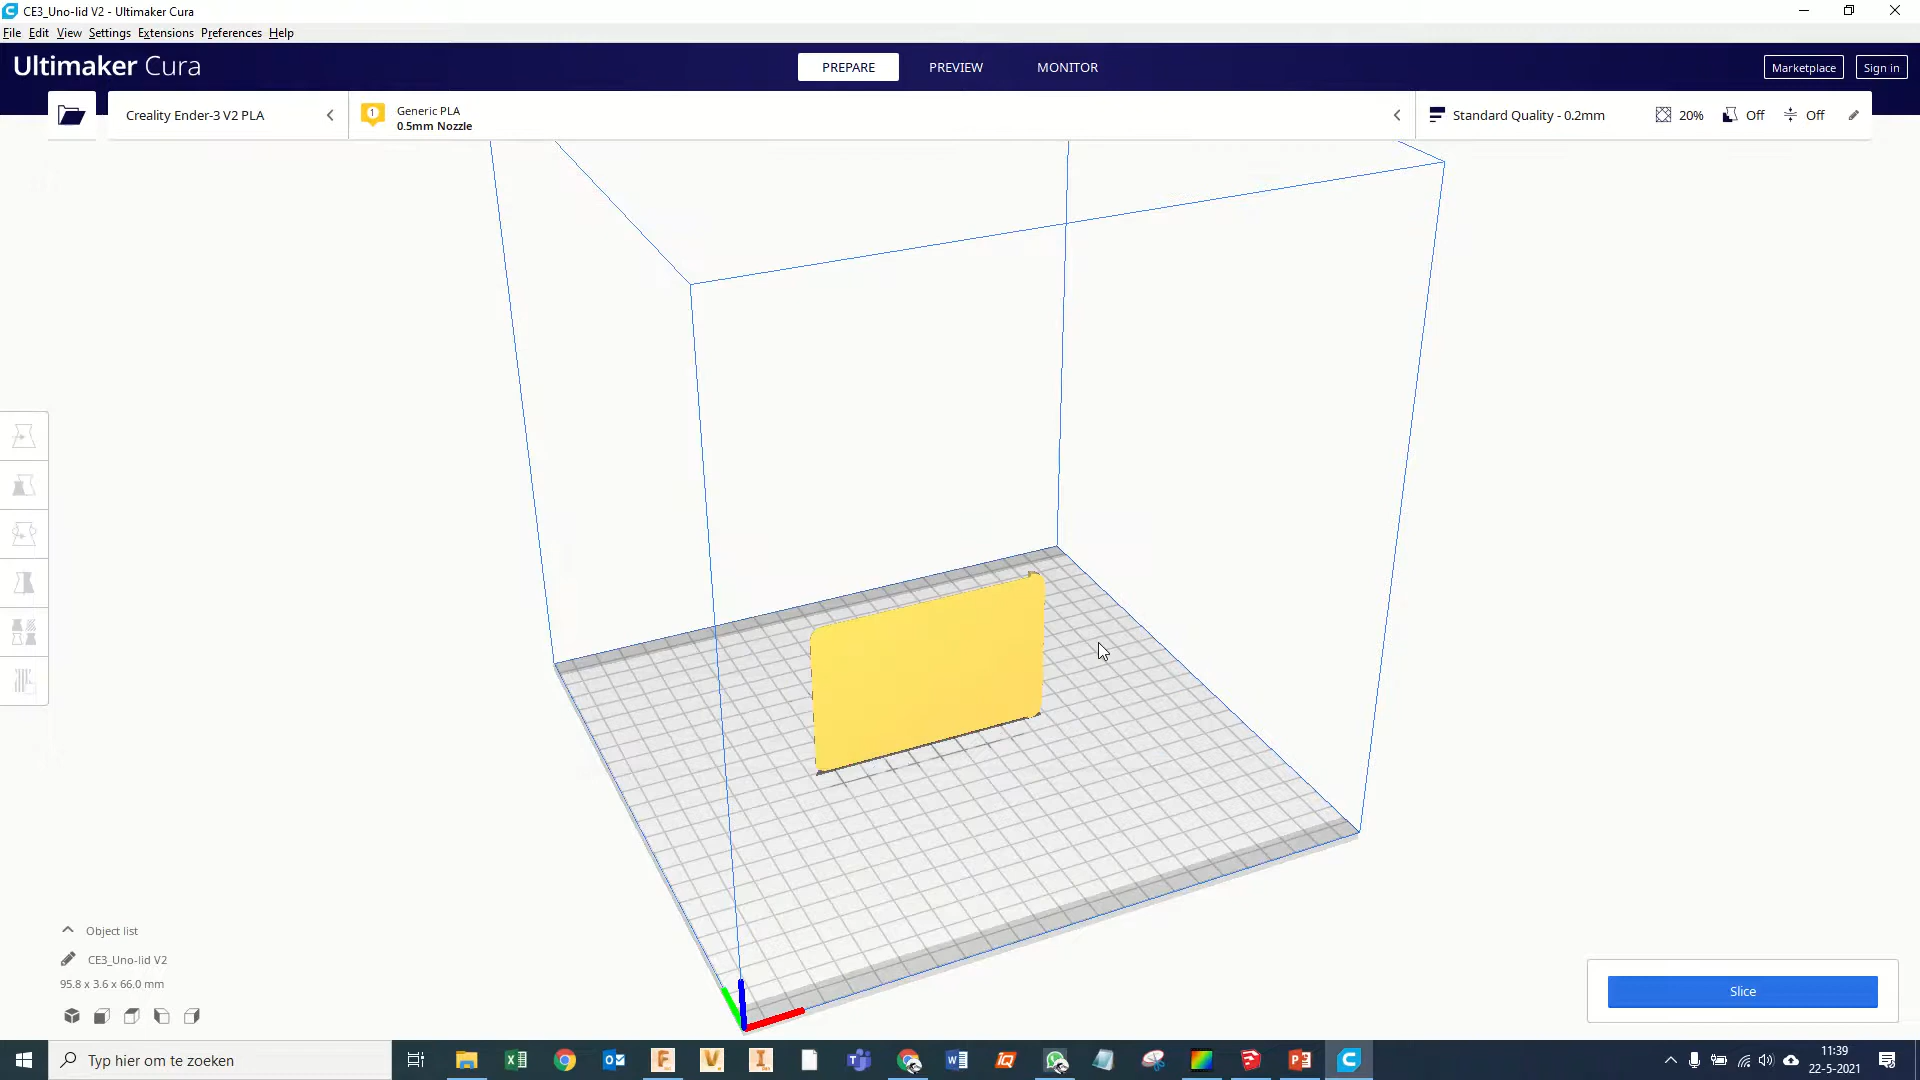 CE3_Uno-lid V2 - Ultimaker Cura
File Edit View Settings Extensions Preferences Help
Ultimaker Cura
PREPARE PREVIEW MONITOR
Marketplace Sign in
Creality Ender-3 V2 PLA
1
Generic PLA
0.5mm Nozzle
Standard Quality - 0.2mm 20% Off Off
Object list
CE3_Uno-lid V2
95.8 x 3.6 x 66.0 mm
Slice
Typ hier om te zoeken
11:39
22-5-2021